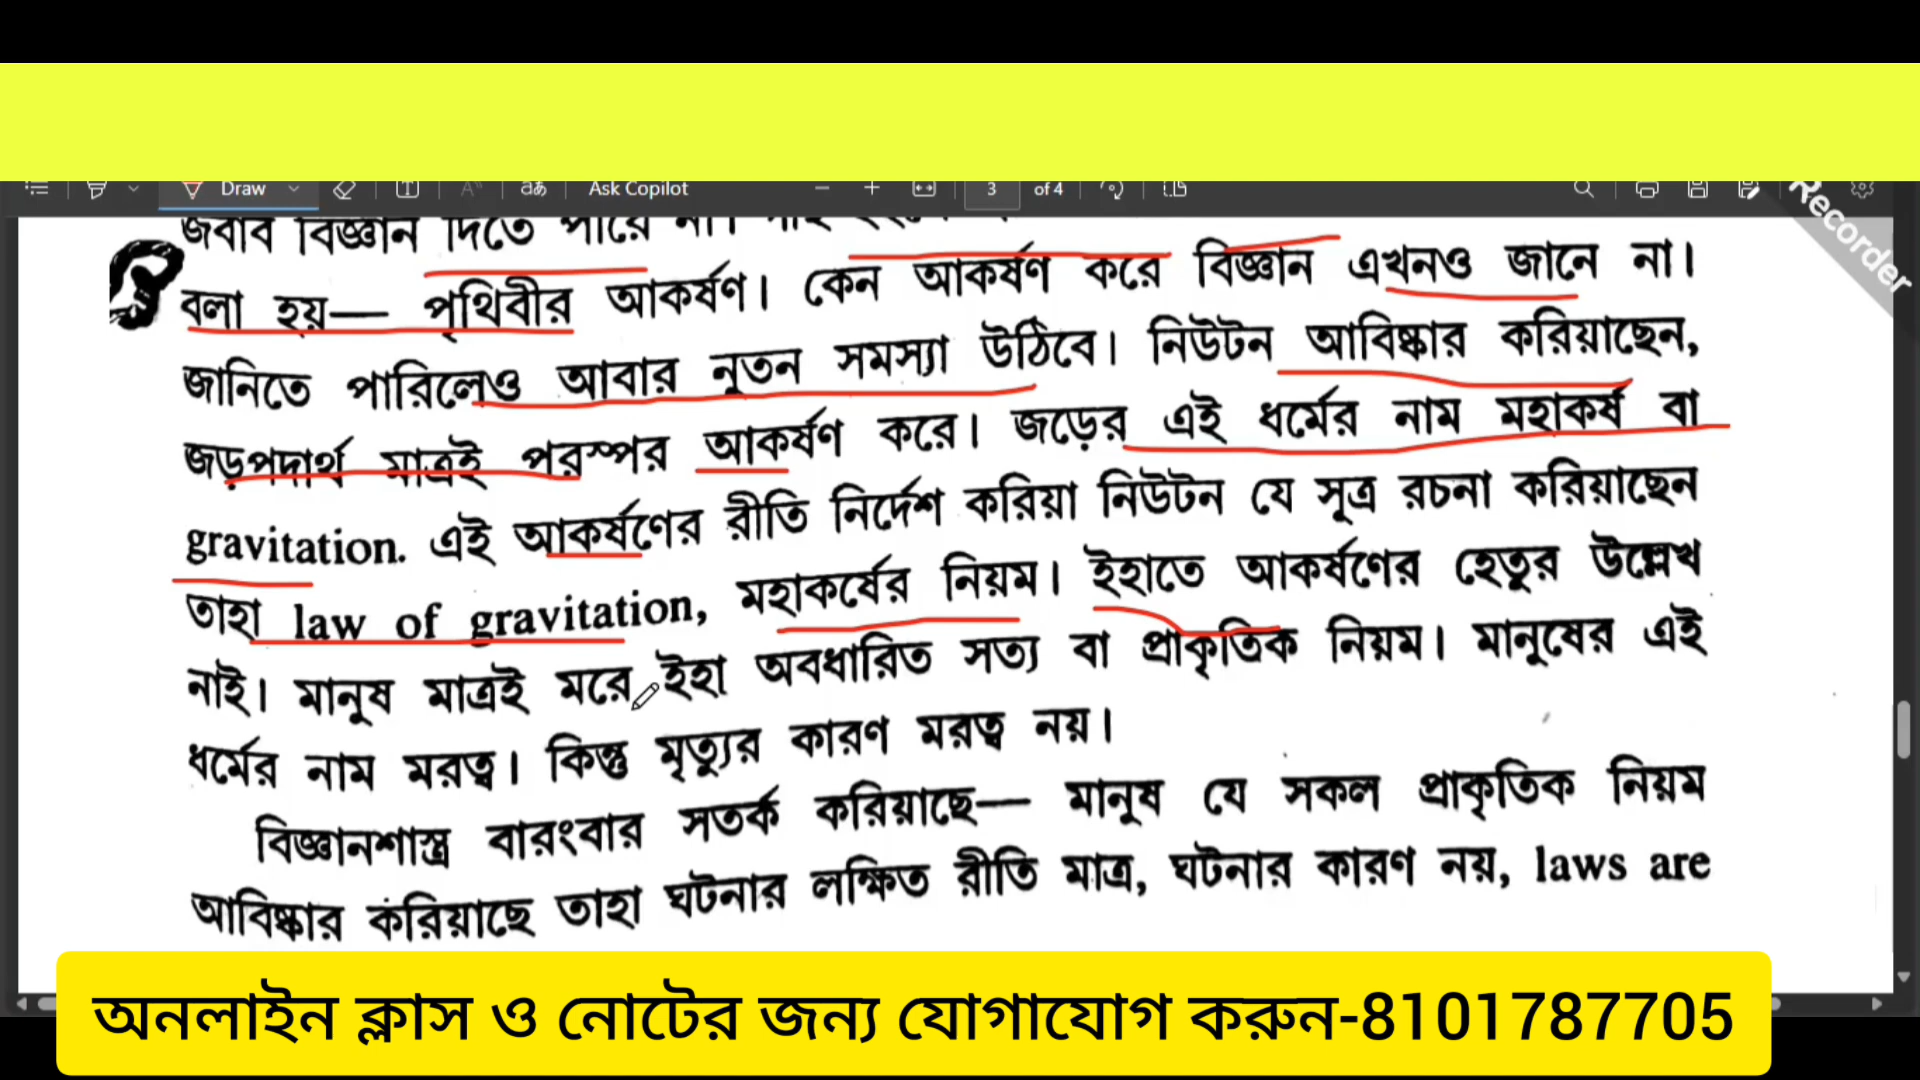 Draw Ask Copilot 3 of 4
Recorder
জবাব বিজ্ঞান দিতে পারে না।
বলা হয়— পৃথিবীর আকর্ষণ। কেন আকর্ষণ করে বিজ্ঞান এখনও জানে না।
জানিতে পারিলেও আবার নূতন সমস্যা উঠিবে। নিউটন আবিষ্কার করিয়াছেন,
জড়পদার্থ মাত্রই পরস্পর আকর্ষণ করে। জড়ের এই ধর্মের নাম মহাকর্ষ বা
gravitation. এই আকর্ষণের রীতি নির্দেশ করিয়া নিউটন যে সূত্র রচনা করিয়াছেন
তাহা law of gravitation, মহাকর্ষের নিয়ম। ইহাতে আকর্ষণের হেতুর উল্লেখ
নাই। মানুষ মাত্রই মরে ইহা অবধারিত সত্য বা প্রাকৃতিক নিয়ম। মানুষের এই
ধর্মের নাম মরত্ব। কিন্তু মৃত্যুর কারণ মরত্ব নয়।
বিজ্ঞানশাস্ত্র বারংবার সতর্ক করিয়াছে— মানুষ যে সকল প্রাকৃতিক নিয়ম
আবিষ্কার করিয়াছে তাহা ঘটনার লক্ষিত রীতি মাত্র, ঘটনার কারণ নয়, laws are
অনলাইন ক্লাস ও নোটের জন্য যোগাযোগ করুন-8101787705